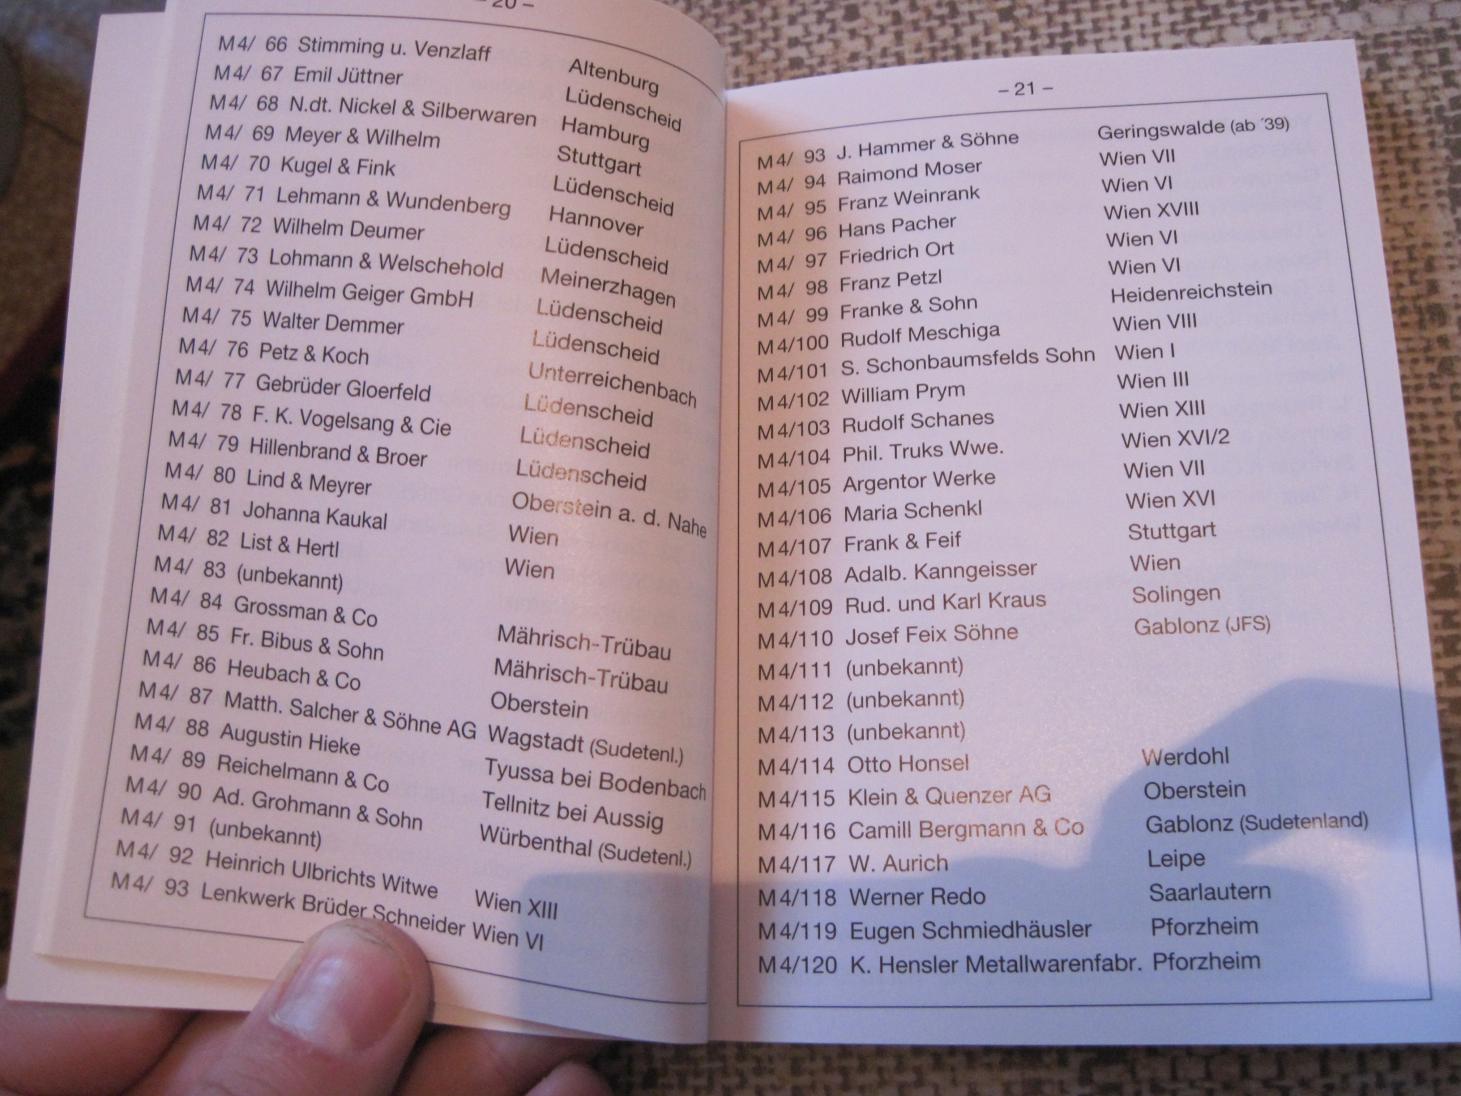 – 20 –
M4/ 66 Stimming u. Venzlaff Altenburg
M4/ 67 Emil Jüttner Lüdenscheid
M4/ 68 N.dt. Nickel & Silberwaren Hamburg
M4/ 69 Meyer & Wilhelm Stuttgart
M4/ 70 Kugel & Fink Lüdenscheid
M4/ 71 Lehmann & Wundenberg Hannover
M4/ 72 Wilhelm Deumer Lüdenscheid
M4/ 73 Lohmann & Welschehold Meinerzhagen
M4/ 74 Wilhelm Geiger GmbH Lüdenscheid
M4/ 75 Walter Demmer Lüdenscheid
M4/ 76 Petz & Koch Unterreichenbach
M4/ 77 Gebrüder Gloerfeld Lüdenscheid
M4/ 78 F. K. Vogelsang & Cie Lüdenscheid
M4/ 79 Hillenbrand & Broer Lüdenscheid
M4/ 80 Lind & Meyrer Oberstein a. d. Nahe
M4/ 81 Johanna Kaukal Wien
M4/ 82 List & Hertl Wien
M4/ 83 (unbekannt)
M4/ 84 Grossman & Co Mährisch-Trübau
M4/ 85 Fr. Bibus & Sohn Mährisch-Trübau
M4/ 86 Heubach & Co Oberstein
M4/ 87 Matth. Salcher & Söhne AG Wagstadt (Sudetenl.)
M4/ 88 Augustin Hieke Tyussa bei Bodenbach
M4/ 89 Reichelmann & Co Tellnitz bei Aussig
M4/ 90 Ad. Grohmann & Sohn Würbenthal (Sudetenl.)
M4/ 91 (unbekannt)
M4/ 92 Heinrich Ulbrichts Witwe Wien XIII
M4/ 93 Lenkwerk Brüder Schneider Wien VI
– 21 –
M4/ 93 J. Hammer & Söhne Geringswalde (ab ´39)
M4/ 94 Raimond Moser Wien VII
M4/ 95 Franz Weinrank Wien VI
M4/ 96 Hans Pacher Wien XVIII
M4/ 97 Friedrich Ort Wien VI
M4/ 98 Franz Petzl Wien VI
M4/ 99 Franke & Sohn Heidenreichstein
M4/100 Rudolf Meschiga Wien VIII
M4/101 S. Schonbaumsfelds Sohn Wien I
M4/102 William Prym Wien III
M4/103 Rudolf Schanes Wien XIII
M4/104 Phil. Truks Wwe. Wien XVI/2
M4/105 Argentor Werke Wien VII
M4/106 Maria Schenkl Wien XVI
M4/107 Frank & Feif Stuttgart
M4/108 Adalb. Kanngeisser Wien
M4/109 Rud. und Karl Kraus Solingen
M4/110 Josef Feix Söhne Gablonz (JFS)
M4/111 (unbekannt)
M4/112 (unbekannt)
M4/113 (unbekannt)
M4/114 Otto Honsel Werdohl
M4/115 Klein & Quenzer AG Oberstein
M4/116 Camill Bergmann & Co Gablonz (Sudetenland)
M4/117 W. Aurich Leipe
M4/118 Werner Redo Saarlautern
M4/119 Eugen Schmiedhäusler Pforzheim
M4/120 K. Hensler Metallwarenfabr. Pforzheim